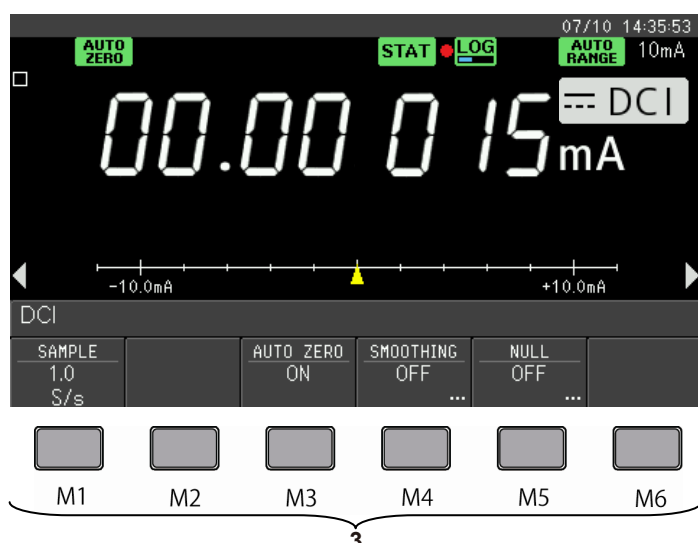 07/10 14:35:53
AUTO ZERO STAT LOG AUTO RANGE 10mA
DCI
00.00 015 mA
-10.0mA +10.0mA
DCI
SAMPLE AUTO ZERO SMOOTHING NULL
1.0 ON OFF OFF
S/s ... ...
M1 M2 M3 M4 M5 M6
3